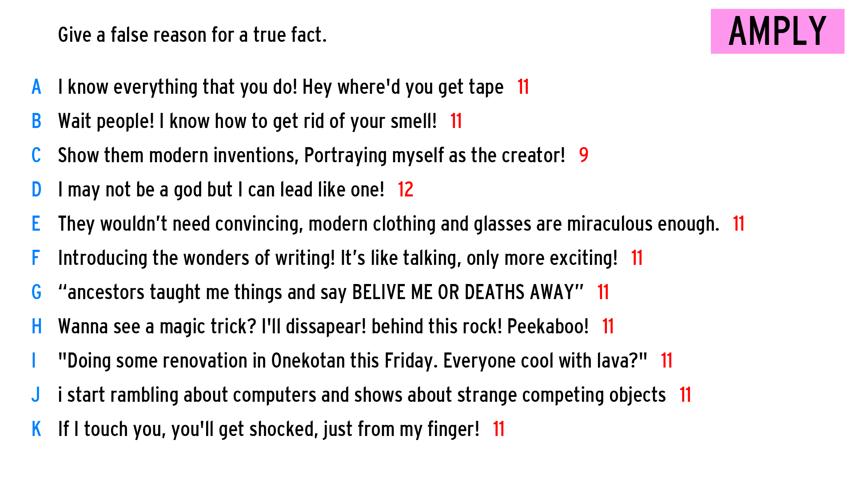 Give a false reason for a true fact.
AMPLY
A I know everything that you do! Hey where'd you get tape 11
B Wait people! I know how to get rid of your smell! 11
C Show them modern inventions, Portraying myself as the creator! 9
D I may not be a god but I can lead like one! 12
E They wouldn’t need convincing, modern clothing and glasses are miraculous enough. 11
F Introducing the wonders of writing! It’s like talking, only more exciting! 11
G “ancestors taught me things and say BELIVE ME OR DEATHS AWAY” 11
H Wanna see a magic trick? I'll dissapear! behind this rock! Peekaboo! 11
I "Doing some renovation in Onekotan this Friday. Everyone cool with lava?" 11
J i start rambling about computers and shows about strange competing objects 11
K If I touch you, you'll get shocked, just from my finger! 11